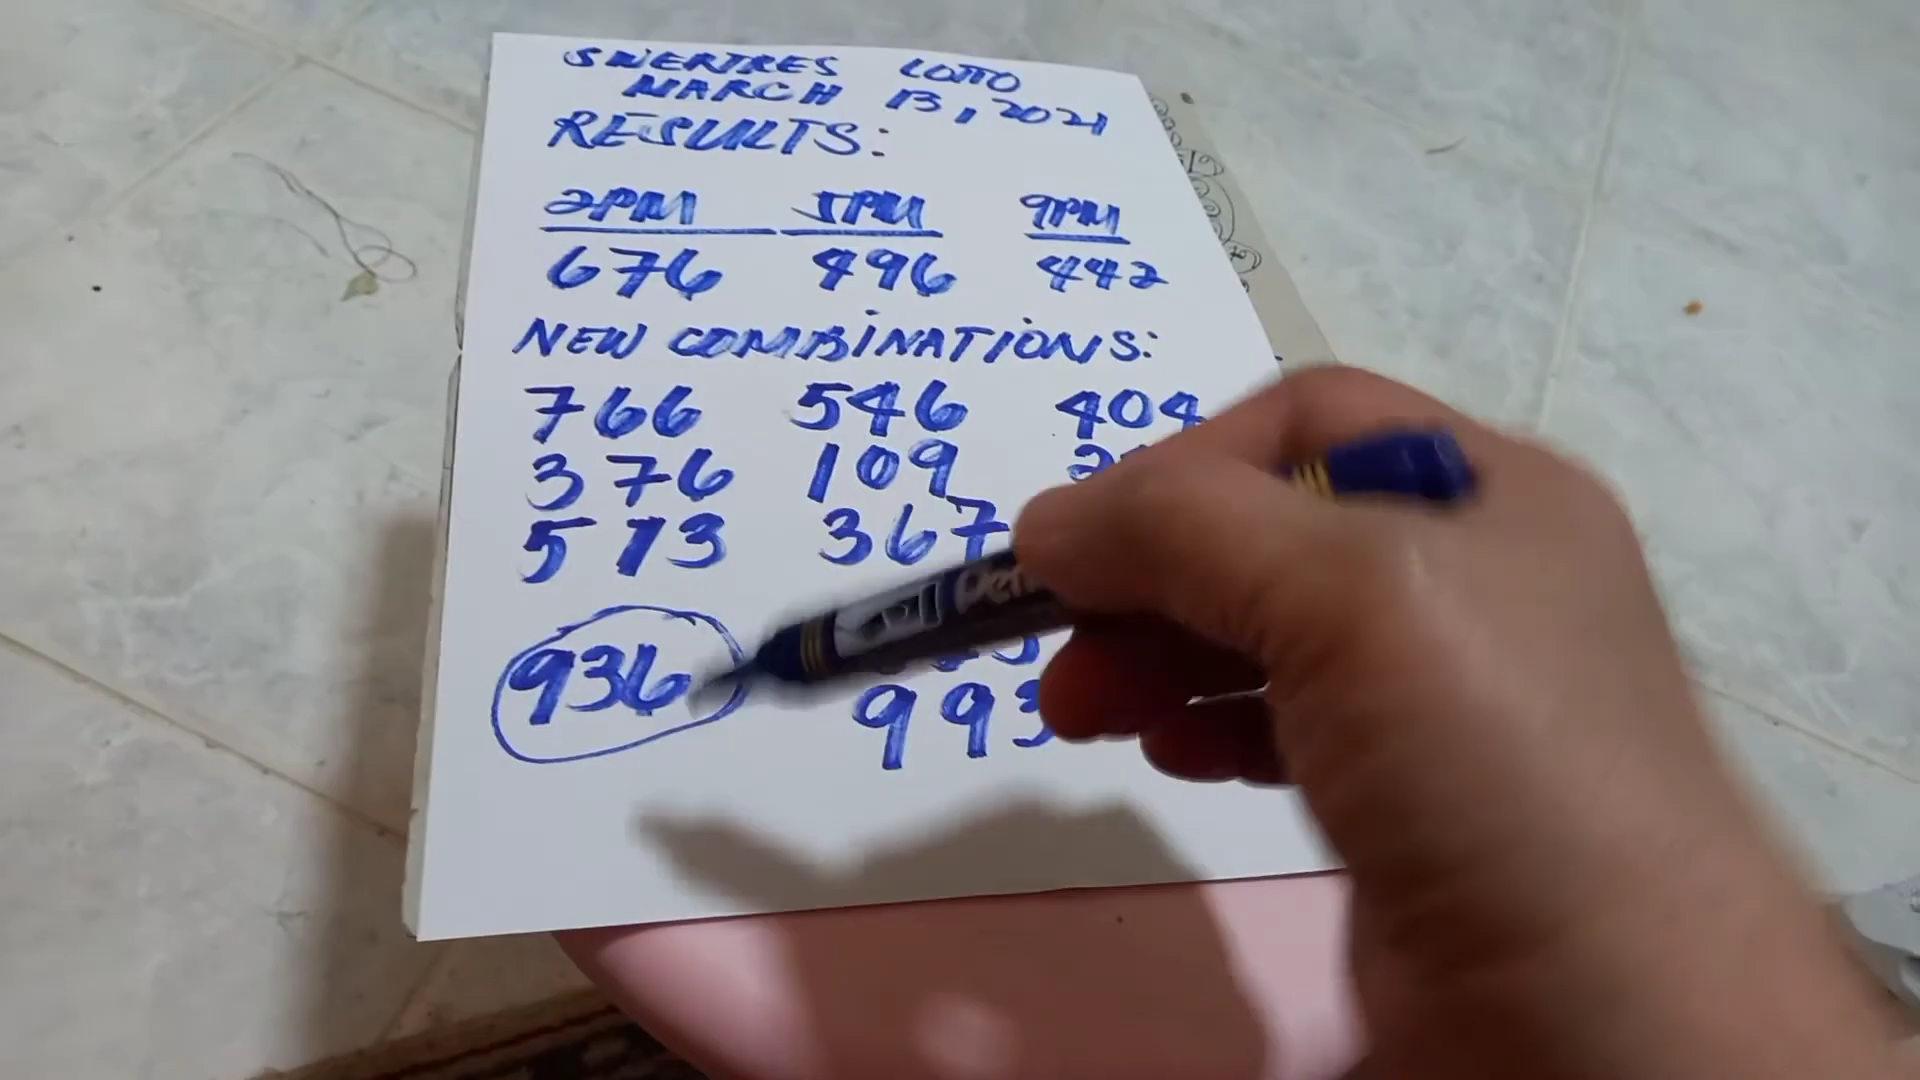 SWERTRES LOTTO
MARCH 13, 2021
RESULTS:
2PM 5PM 9PM
676 496 442
NEW COMBINATIONS:
766 546 404
376 109
573 367
936
993